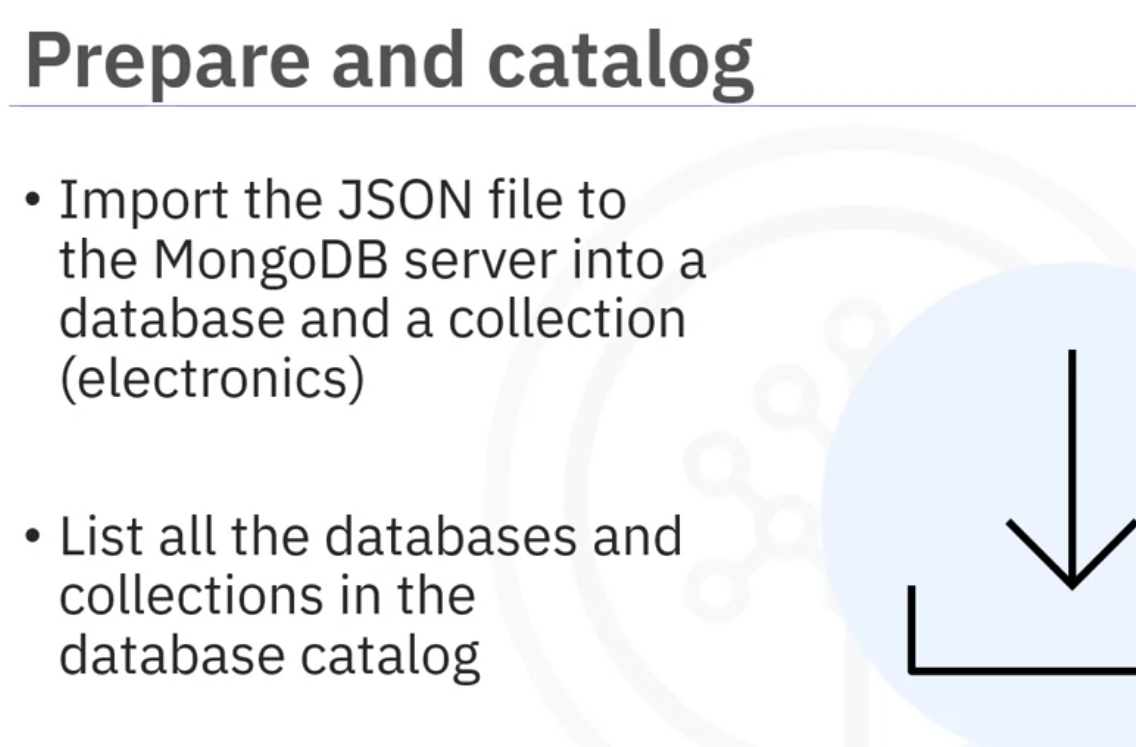 Prepare and catalog
• Import the JSON file to
the MongoDB server into a
database and a collection
(electronics)
• List all the databases and
collections in the
database catalog